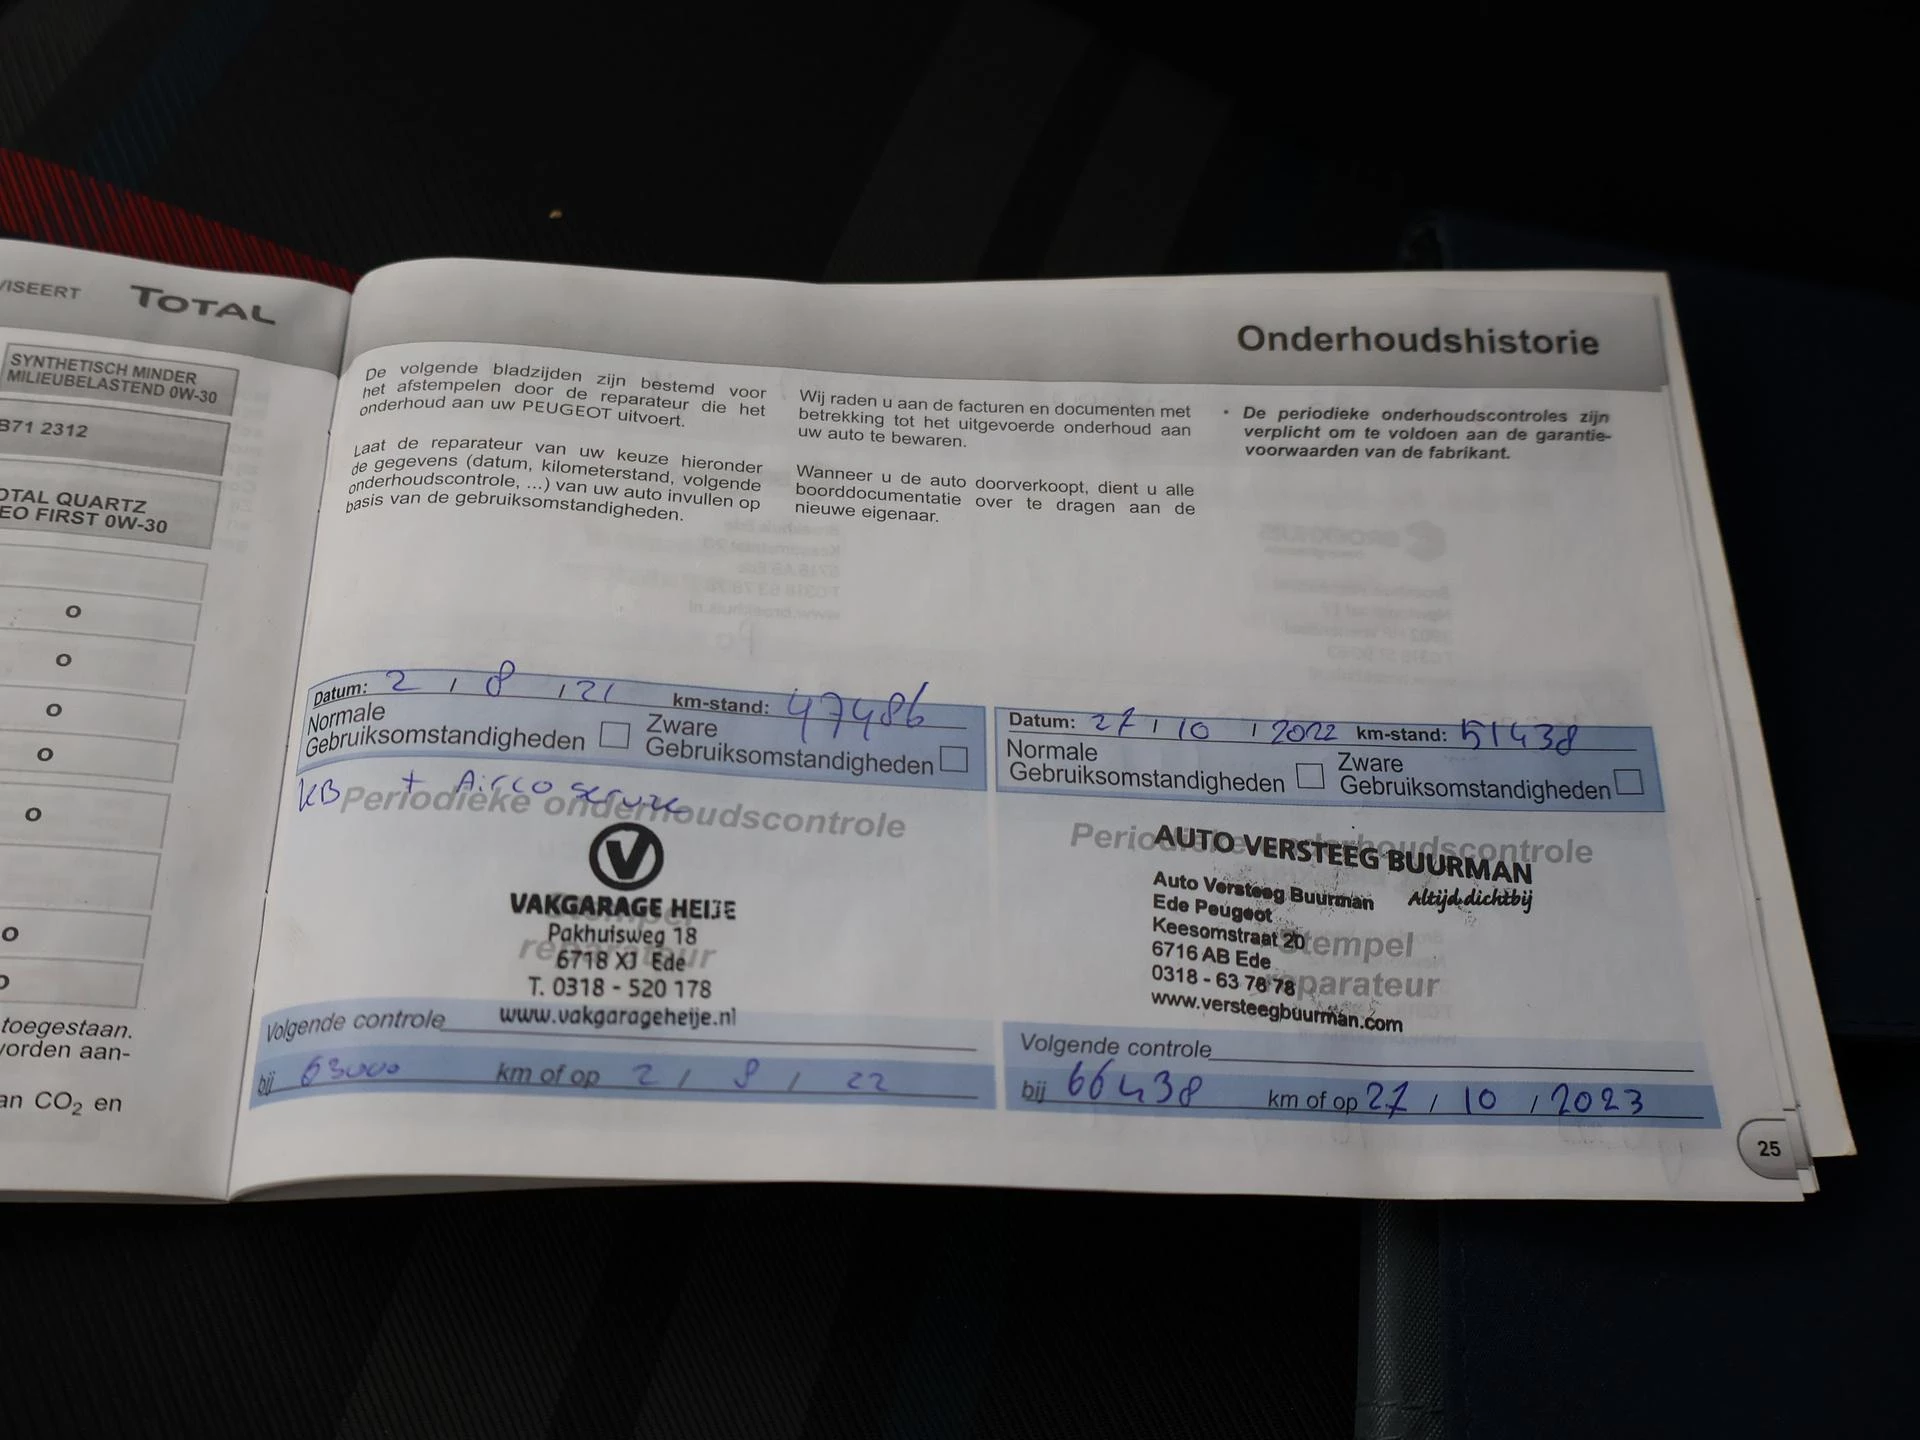 VISEERT TOTAL
SYNTHETISCH MINDER
MILIEUBELASTEND 0W-30
B71 2312
OTAL QUARTZ
EO FIRST 0W-30
o
o
o
o
o
o
toegestaan.
vorden aan-
an CO2 en
Onderhoudshistorie
De volgende bladzijden zijn bestemd voor
het afstempelen door de reparateur die het
onderhoud aan uw PEUGEOT uitvoert.
Laat de reparateur van uw keuze hieronder
de gegevens (datum, kilometerstand, volgende
onderhoudscontrole, ...) van uw auto invullen op
basis van de gebruiksomstandigheden.
Wij raden u aan de facturen en documenten met
betrekking tot het uitgevoerde onderhoud aan
uw auto te bewaren.
Wanneer u de auto doorverkoopt, dient u alle
boorddocumentatie over te dragen aan de
nieuwe eigenaar.
• De periodieke onderhoudscontroles zijn
verplicht om te voldoen aan de garantie-
voorwaarden van de fabrikant.
Datum: 2 / 8 / 21 km-stand: 47486
Normale
Gebruiksomstandigheden
Zware
Gebruiksomstandigheden
KB + Airco service
Periodieke onderhoudscontrole
V
VAKGARAGE HEIJE
Stempel
Pakhuisweg 18
reparateur
6718 XJ Ede
T. 0318 - 520 178
www.vakgarageheije.nl
Volgende controle
bij 63000 km of op 2 / 8 / 22
Datum: 27 / 10 / 2022 km-stand: 51438
Normale
Gebruiksomstandigheden
Zware
Gebruiksomstandigheden
Periodieke onderhoudscontrole
AUTO VERSTEEG BUURMAN
Auto Versteeg Buurman Altijd dichtbij
Ede Peugeot
Keesomstraat 20
Stempel
6716 AB Ede
0318 - 63 78 78
reparateur
www.versteegbuurman.com
Volgende controle
bij 66438 km of op 27 / 10 / 2023
25